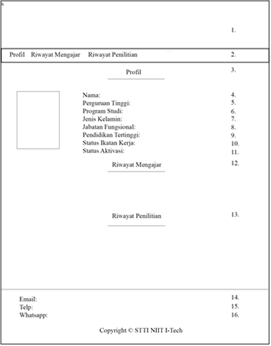 1.
Profil Riwayat Mengajar Riwayat Penilitian 2.
Profil 3.
Nama: 4.
Perguruan Tinggi: 5.
Program Studi: 6.
Jenis Kelamin: 7.
Jabatan Fungsional: 8.
Pendidikan Tertinggi: 9.
Status Ikatan Kerja: 10.
Status Aktivasi: 11.
Riwayat Mengajar 12.
Riwayat Penilitian 13.
Email: 14.
Telp: 15.
Whatsapp: 16.
Copyright © STTI NIIT I-Tech